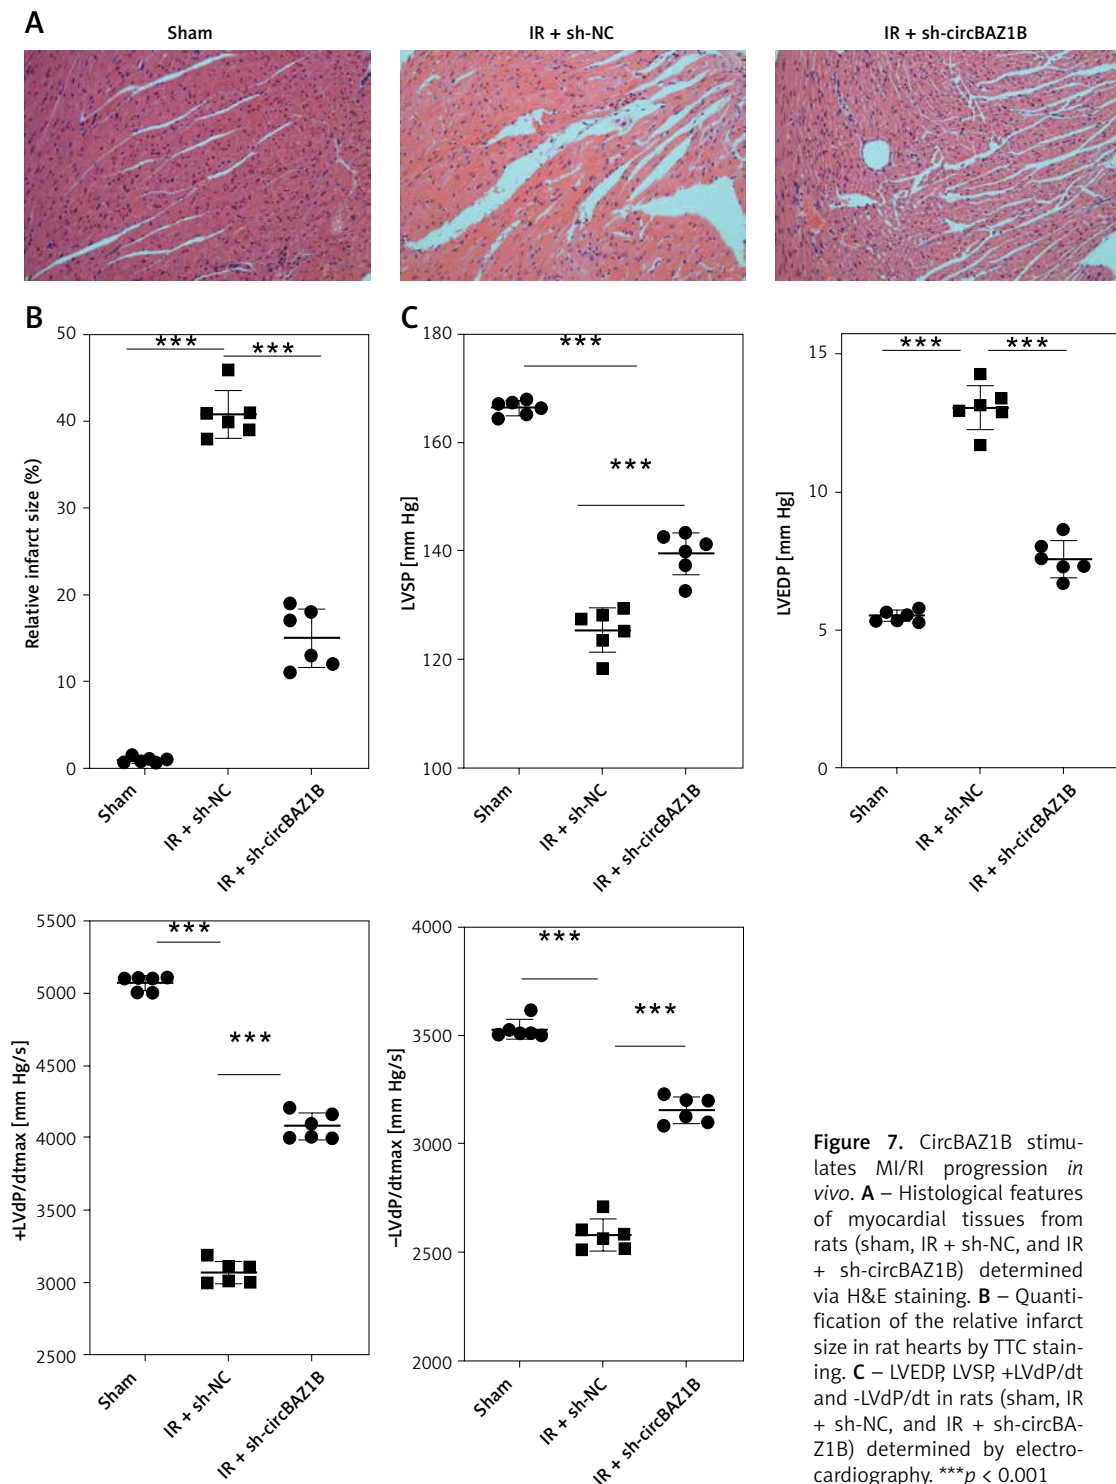 A
Sham
IR + sh-NC
IR + sh-circBAZ1B
B
Relative infarct size (%)
50
40
30
20
10
0
***
***
Sham
IR + sh-NC
IR + sh-circBAZ1B
C
LVSP [mm Hg]
180
160
140
120
100
***
***
Sham
IR + sh-NC
IR + sh-circBAZ1B
LVEDP [mm Hg]
15
10
5
0
***
***
Sham
IR + sh-NC
IR + sh-circBAZ1B
+LVdP/dtmax [mm Hg/s]
5500
5000
4500
4000
3500
3000
2500
***
***
Sham
IR + sh-NC
IR + sh-circBAZ1B
–LVdP/dtmax [mm Hg/s]
4000
3500
3000
2500
2000
***
***
Sham
IR + sh-NC
IR + sh-circBAZ1B
Figure 7. CircBAZ1B stimu-
lates MI/RI progression in
vivo. A – Histological features
of myocardial tissues from
rats (sham, IR + sh-NC, and IR
+ sh-circBAZ1B) determined
via H&E staining. B – Quanti-
fication of the relative infarct
size in rat hearts by TTC stain-
ing. C – LVEDP, LVSP, +LVdP/dt
and -LVdP/dt in rats (sham, IR
+ sh-NC, and IR + sh-circBA-
Z1B) determined by electro-
cardiography. ***p < 0.001